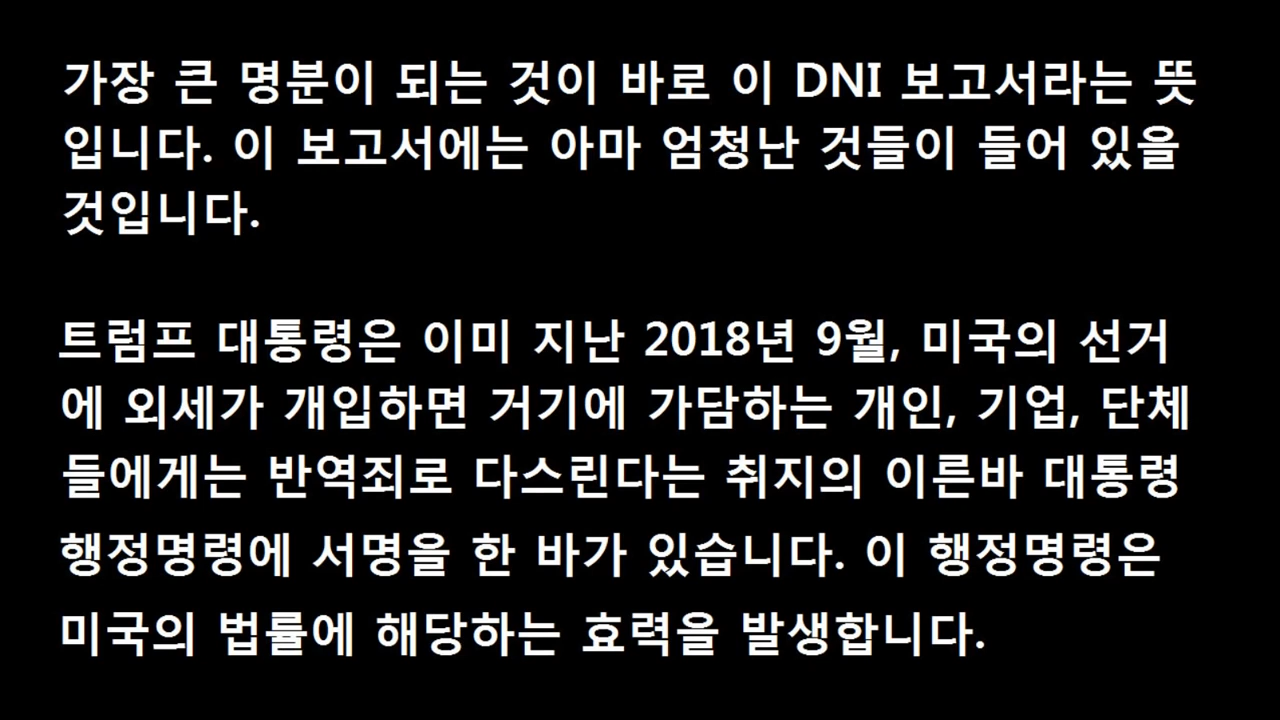 가장 큰 명분이 되는 것이 바로 이 DNI 보고서라는 뜻
입니다. 이 보고서에는 아마 엄청난 것들이 들어 있을
것입니다.
트럼프 대통령은 이미 지난 2018년 9월, 미국의 선거
에 외세가 개입하면 거기에 가담하는 개인, 기업, 단체
들에게는 반역죄로 다스린다는 취지의 이른바 대통령
행정명령에 서명을 한 바가 있습니다. 이 행정명령은
미국의 법률에 해당하는 효력을 발생합니다.